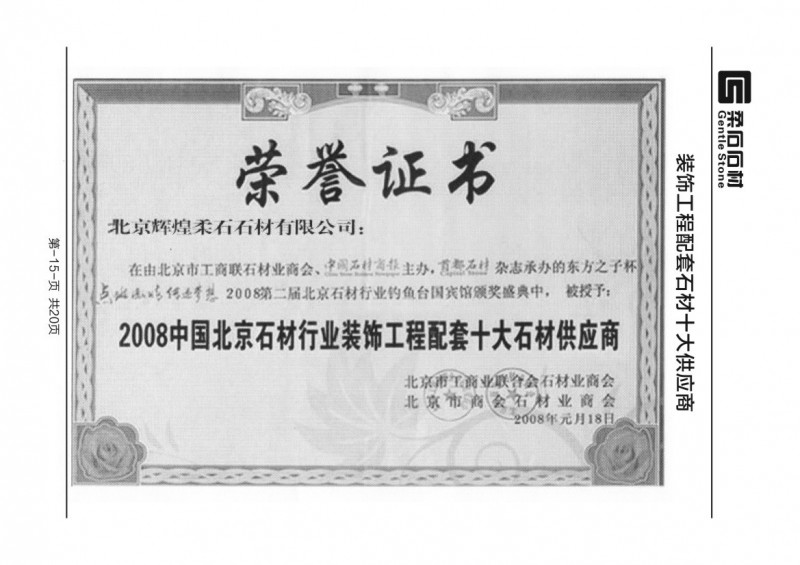 柔石石材
Gentle Stone
装饰工程配套石材十大供应商
荣誉证书
北京辉煌柔石石材有限公司:
在由北京市工商联石材业商会、中国石材商报主办,首都石材 杂志承办的东方之子杯
2008第二届北京石材行业钓鱼台国宾馆颁奖盛典中, 被授予:
2008中国北京石材行业装饰工程配套十大石材供应商
北京市工商业联合会石材业商会
北京市商会石材业商会
2008年元月18日
第-15-页 共20页